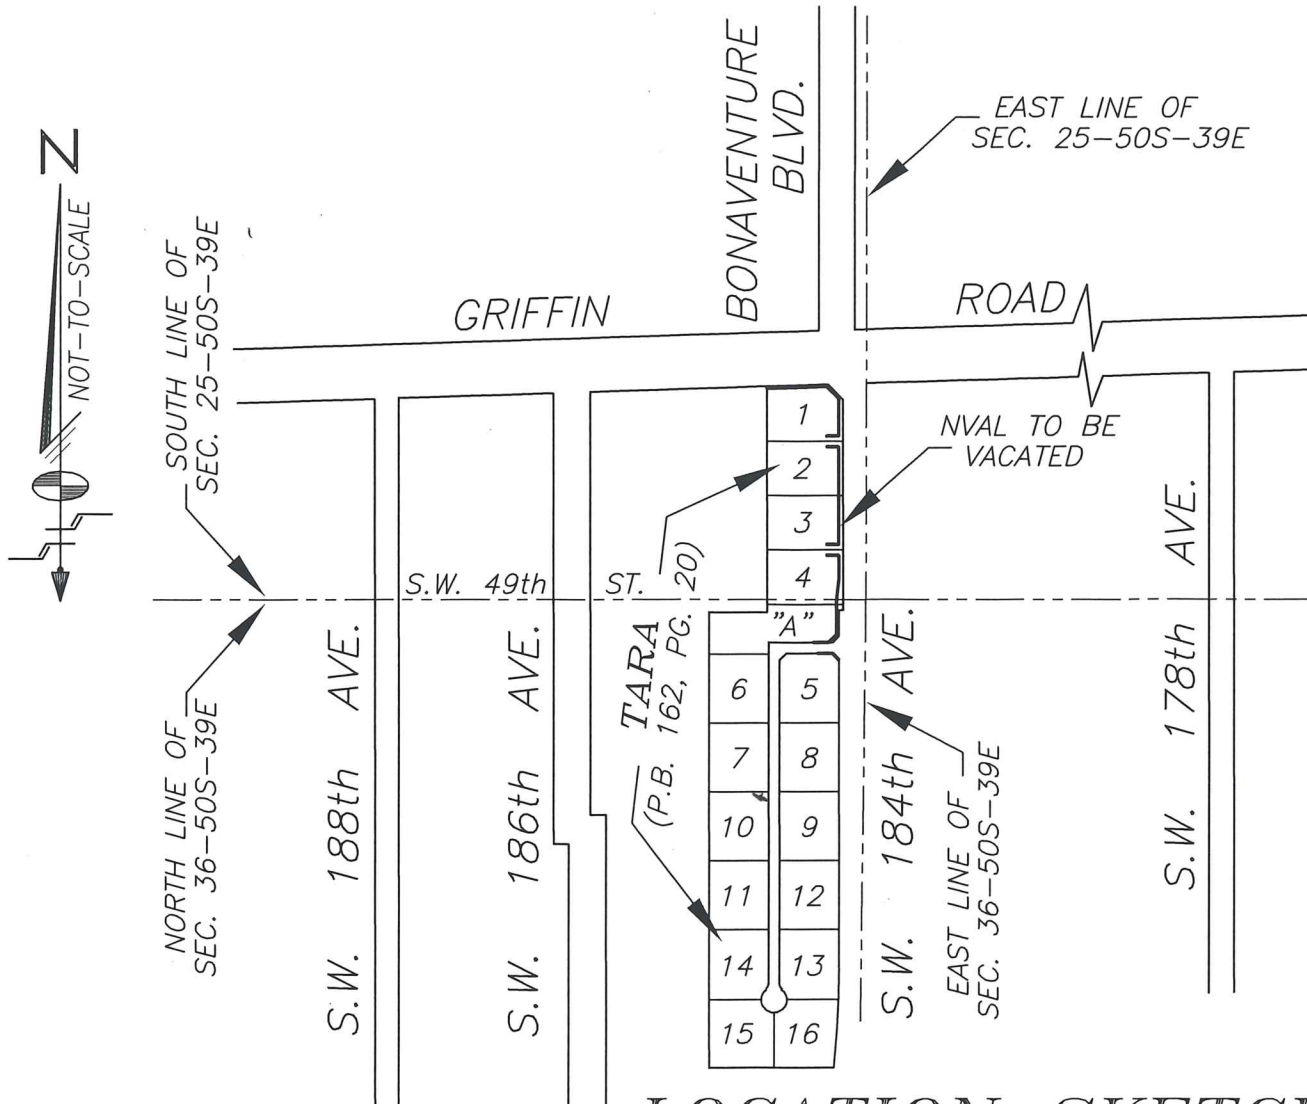 N
NOT-TO-SCALE
SOUTH LINE OF
SEC. 25-50S-39E
NORTH LINE OF
SEC. 36-50S-39E
BONAVENTURE
BLVD.
EAST LINE OF
SEC. 25-50S-39E
GRIFFIN ROAD
NVAL TO BE
VACATED
1
2
3
4
"A"
S.W. 49th ST.
TARA
(P.B. 162, PG. 20)
6 5
7 8
10 9
11 12
14 13
15 16
S.W. 188th AVE.
S.W. 186th AVE.
S.W. 184th AVE.
EAST LINE OF
SEC. 36-50S-39E
S.W. 178th AVE.
LOCATION SKETCH